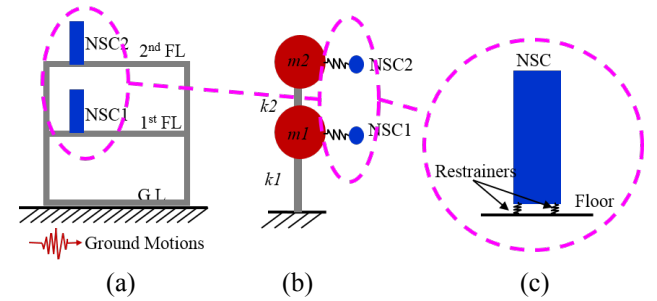 NSC2
2nd FL
NSC1
1st FL
G.L
Ground Motions
(a)
m2
NSC2
k2
m1
NSC1
k1
(b)
NSC
Restrainers
Floor
(c)